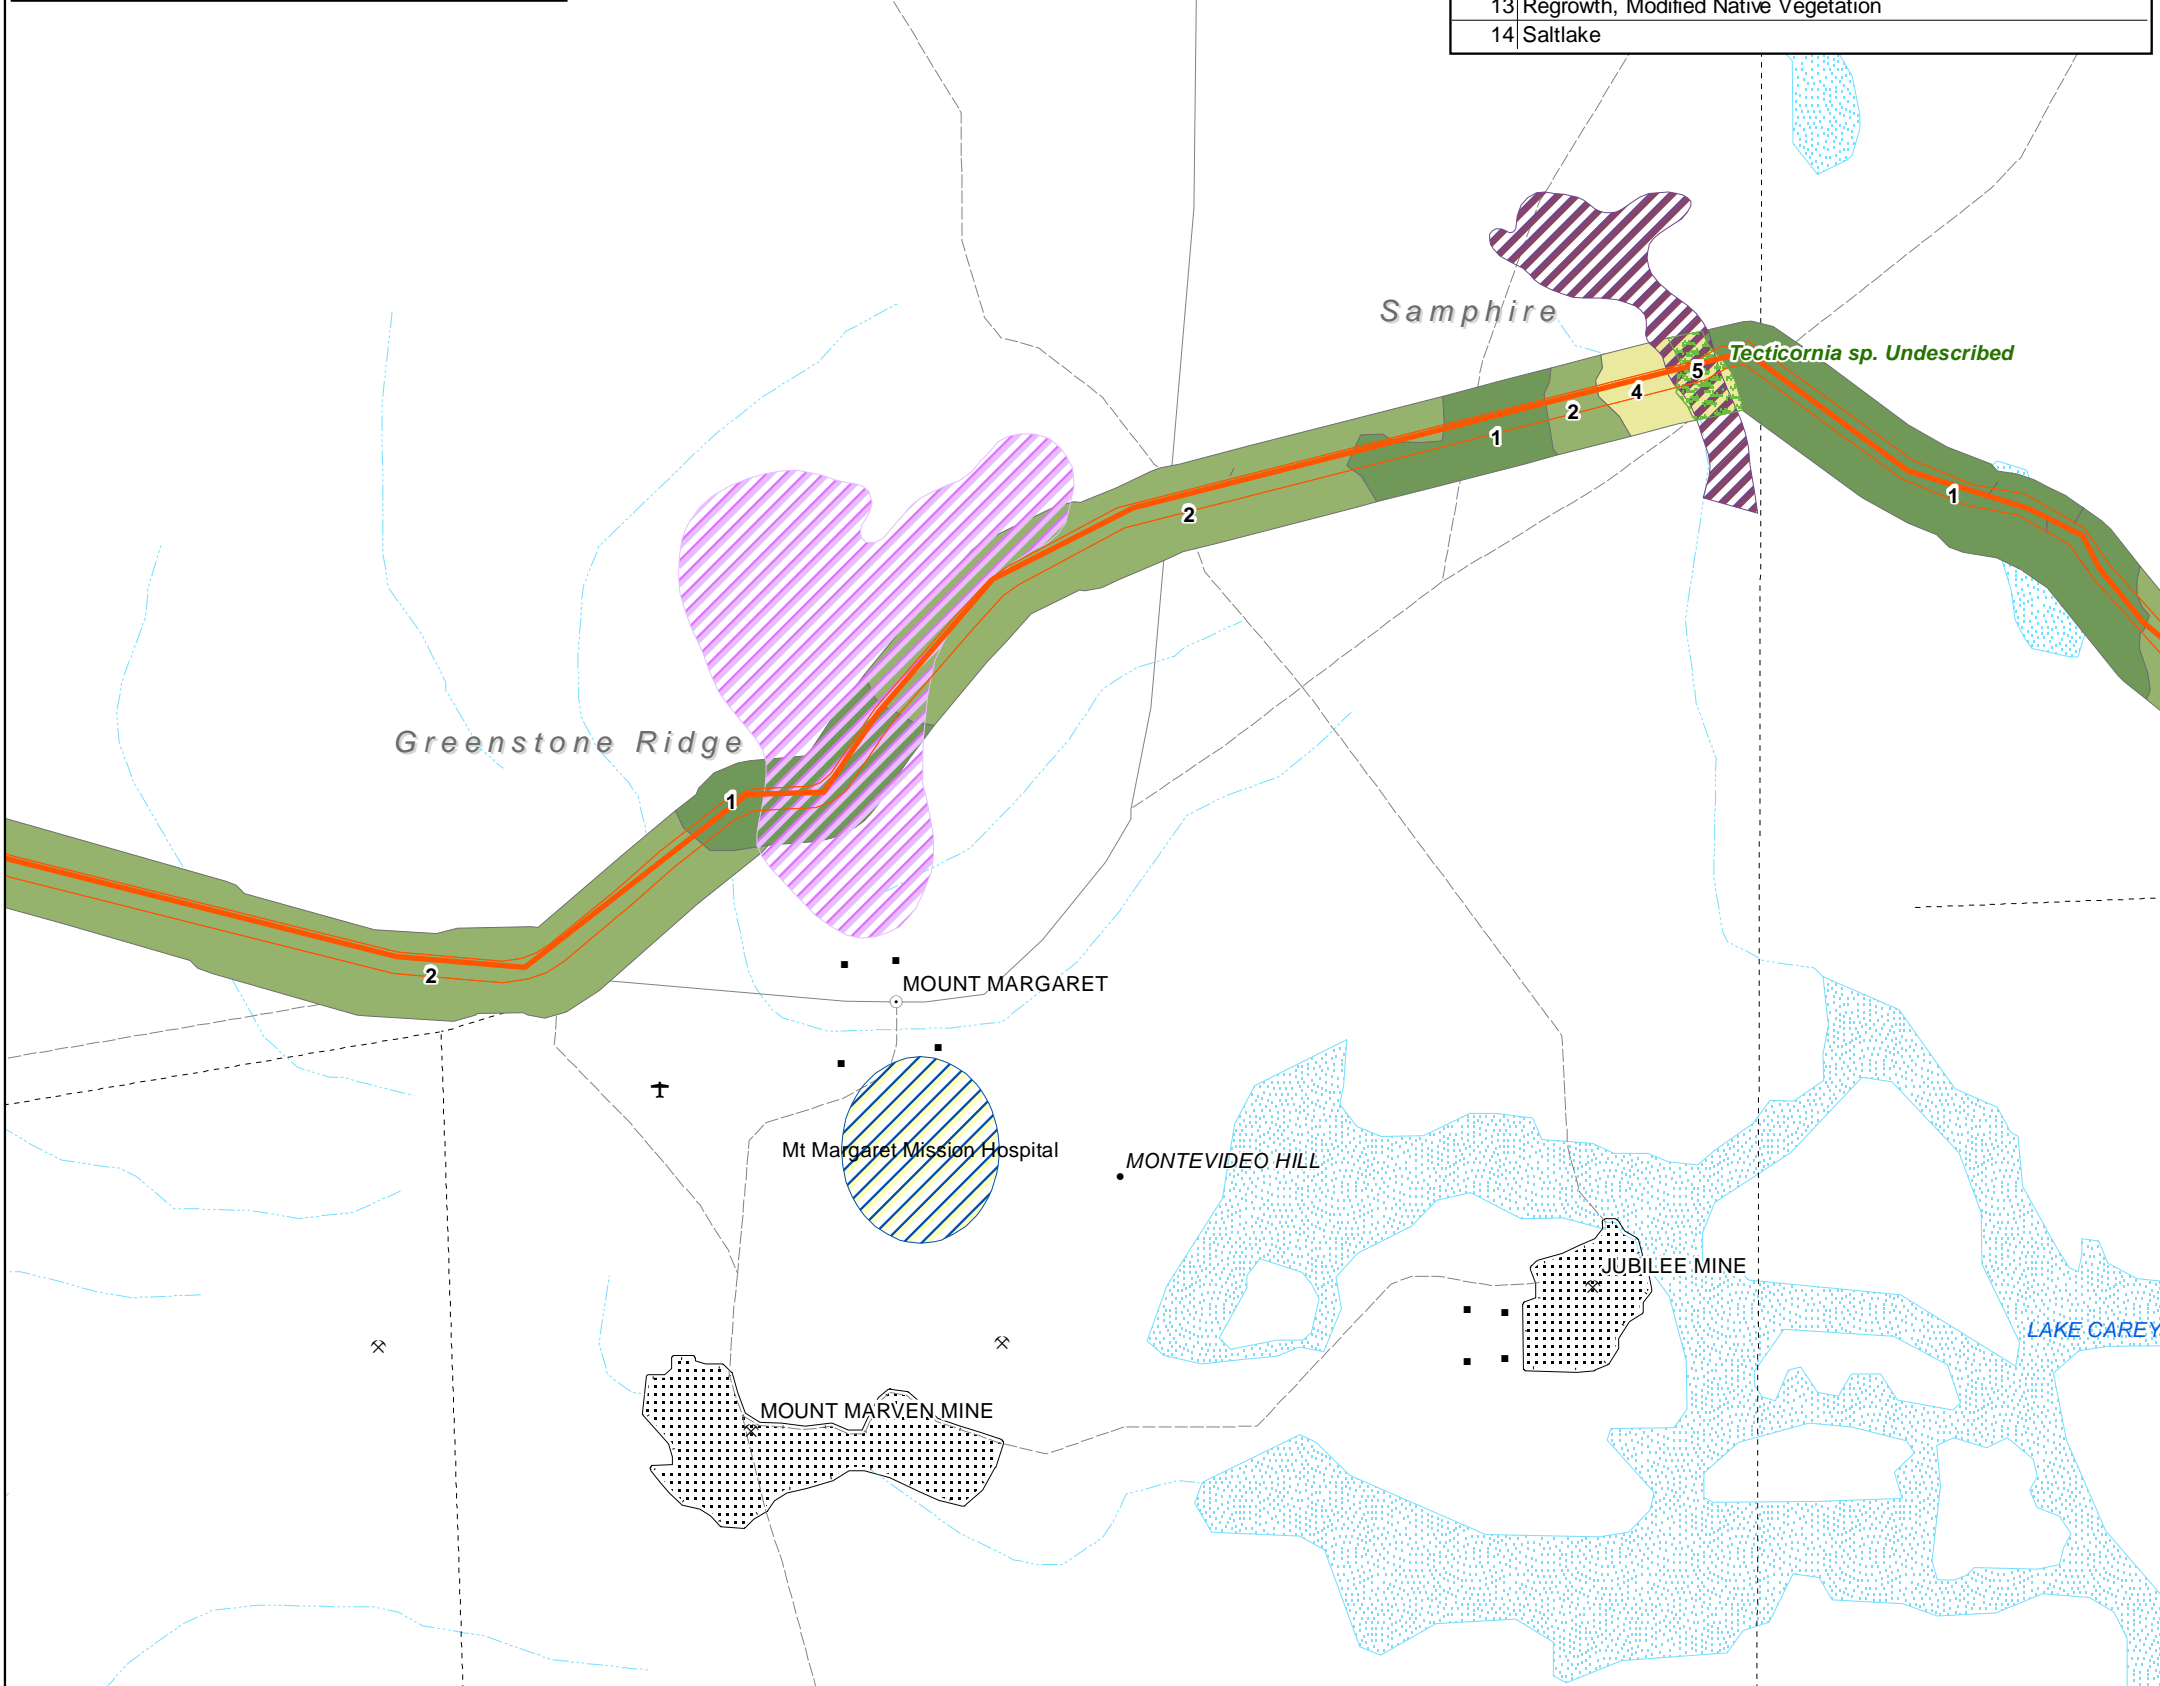 13 Regrowth, Modified Native Vegetation
14 Saltlake
Samphire
Tecticornia sp. Undescribed
5
4
2
1
1
2
Greenstone Ridge
1
2
MOUNT MARGARET
Mt Margaret Mission Hospital
MONTEVIDEO HILL
JUBILEE MINE
LAKE CAREY
MOUNT MARVEN MINE